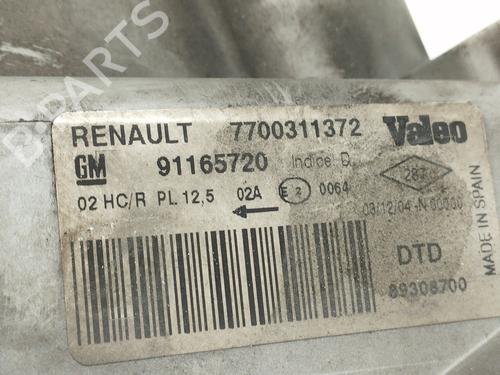 B-PARTS
RENAULT 7700311372 Valeo
GM 91165720 Indice D
02 HC/R PL 12,5 02A E2 0064
DTD
89308700
MADE IN SPAIN